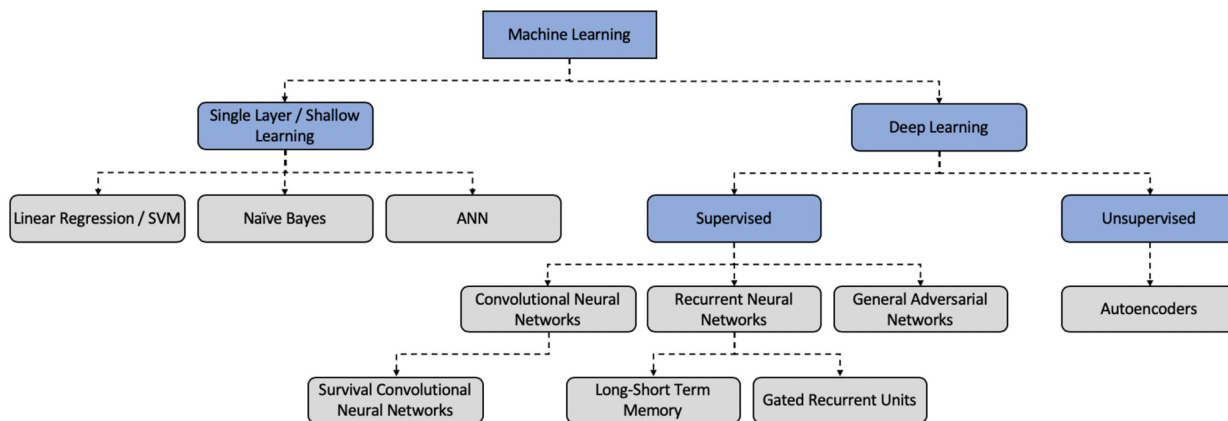 Machine Learning
Single Layer / Shallow
Learning
Deep Learning
Linear Regression / SVM
Naïve Bayes
ANN
Supervised
Unsupervised
Convolutional Neural
Networks
Recurrent Neural
Networks
General Adversarial
Networks
Autoencoders
Survival Convolutional
Neural Networks
Long-Short Term
Memory
Gated Recurrent Units